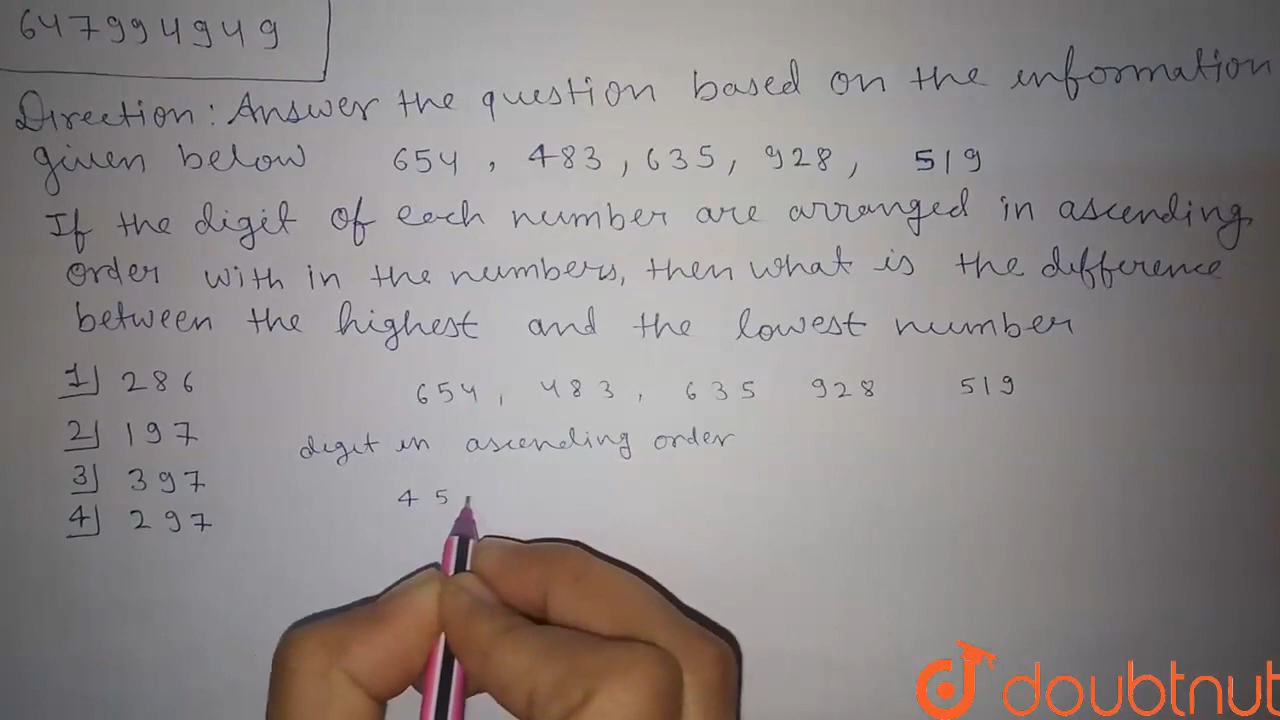 647994949
Direction: Answer the question based on the information
given below 654, 483, 635, 928, 519
If the digit of each number are arranged in ascending
order with in the numbers, then what is the difference
between the highest and the lowest number
1) 286 654, 483, 635 928 519
2) 197 digit in ascending order
3) 397
4) 297 4 5
doubtnut